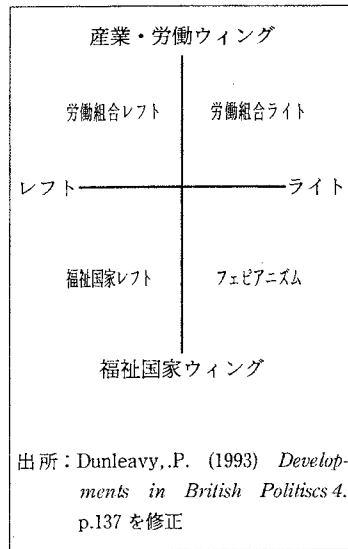 産業・労働ウィング
労働組合レフト 労働組合ライト
レフト ライト
福祉国家レフト フェビアニズム
福祉国家ウィング
出所：Dunleavy,.P. (1993) Develop-
ments in British Politiscs 4.
p.137 を修正